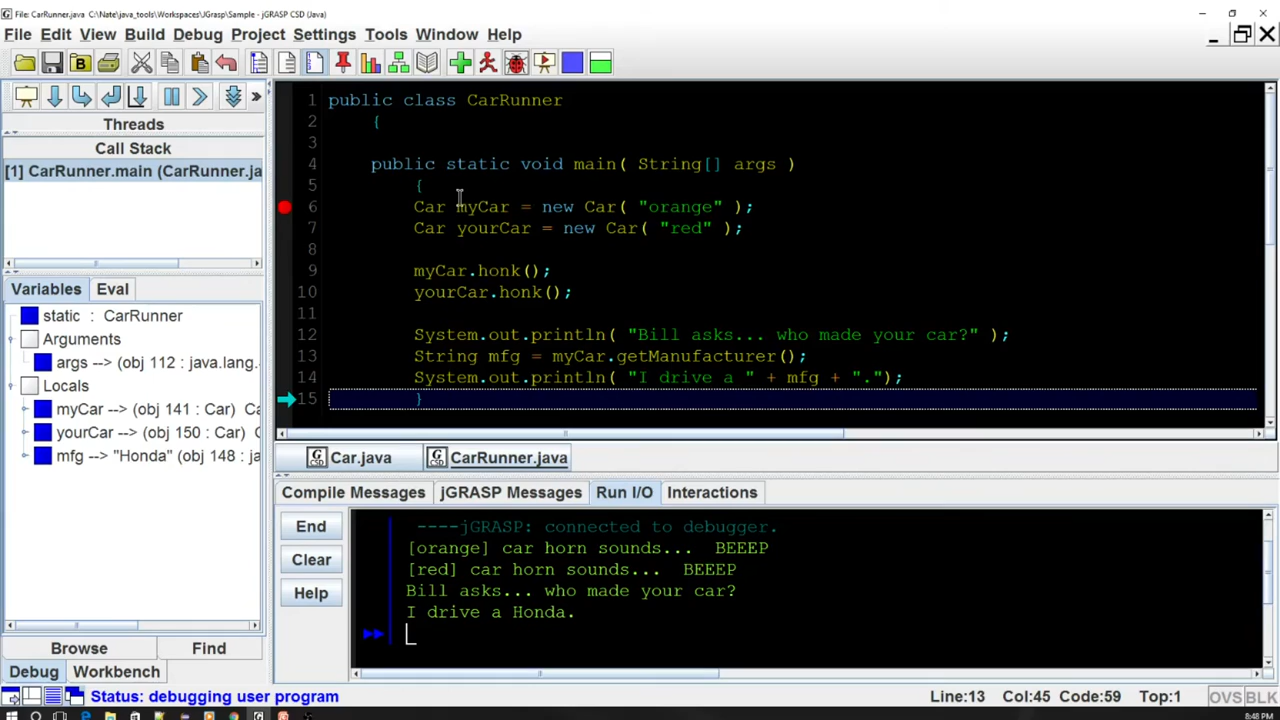 File: CarRunner.java C:\Nate\java_tools\Workspaces\JGrasp\Sample - jGRASP CSD (Java)
File Edit View Build Debug Project Settings Tools Window Help
Threads
Call Stack
[1] CarRunner.main (CarRunner.ja
Variables Eval
static : CarRunner
Arguments
args --> (obj 112 : java.lang.
Locals
myCar --> (obj 141 : Car) Ca
yourCar --> (obj 150 : Car) C
mfg --> "Honda" (obj 148 : ja
Browse Find
Debug Workbench
1 public class CarRunner
2 {
3
4 public static void main( String[] args )
5 {
6 Car myCar = new Car( "orange" );
7 Car yourCar = new Car( "red" );
8
9 myCar.honk();
10 yourCar.honk();
11
12 System.out.println( "Bill asks... who made your car?" );
13 String mfg = myCar.getManufacturer();
14 System.out.println( "I drive a " + mfg + ".");
15 }
Car.java CarRunner.java
Compile Messages jGRASP Messages Run I/O Interactions
End
Clear
Help
----jGRASP: connected to debugger.
[orange] car horn sounds... BEEEP
[red] car horn sounds... BEEEP
Bill asks... who made your car?
I drive a Honda.
Status: debugging user program
Line:13 Col:45 Code:59 Top:1 OVS BLK
8:48 PM